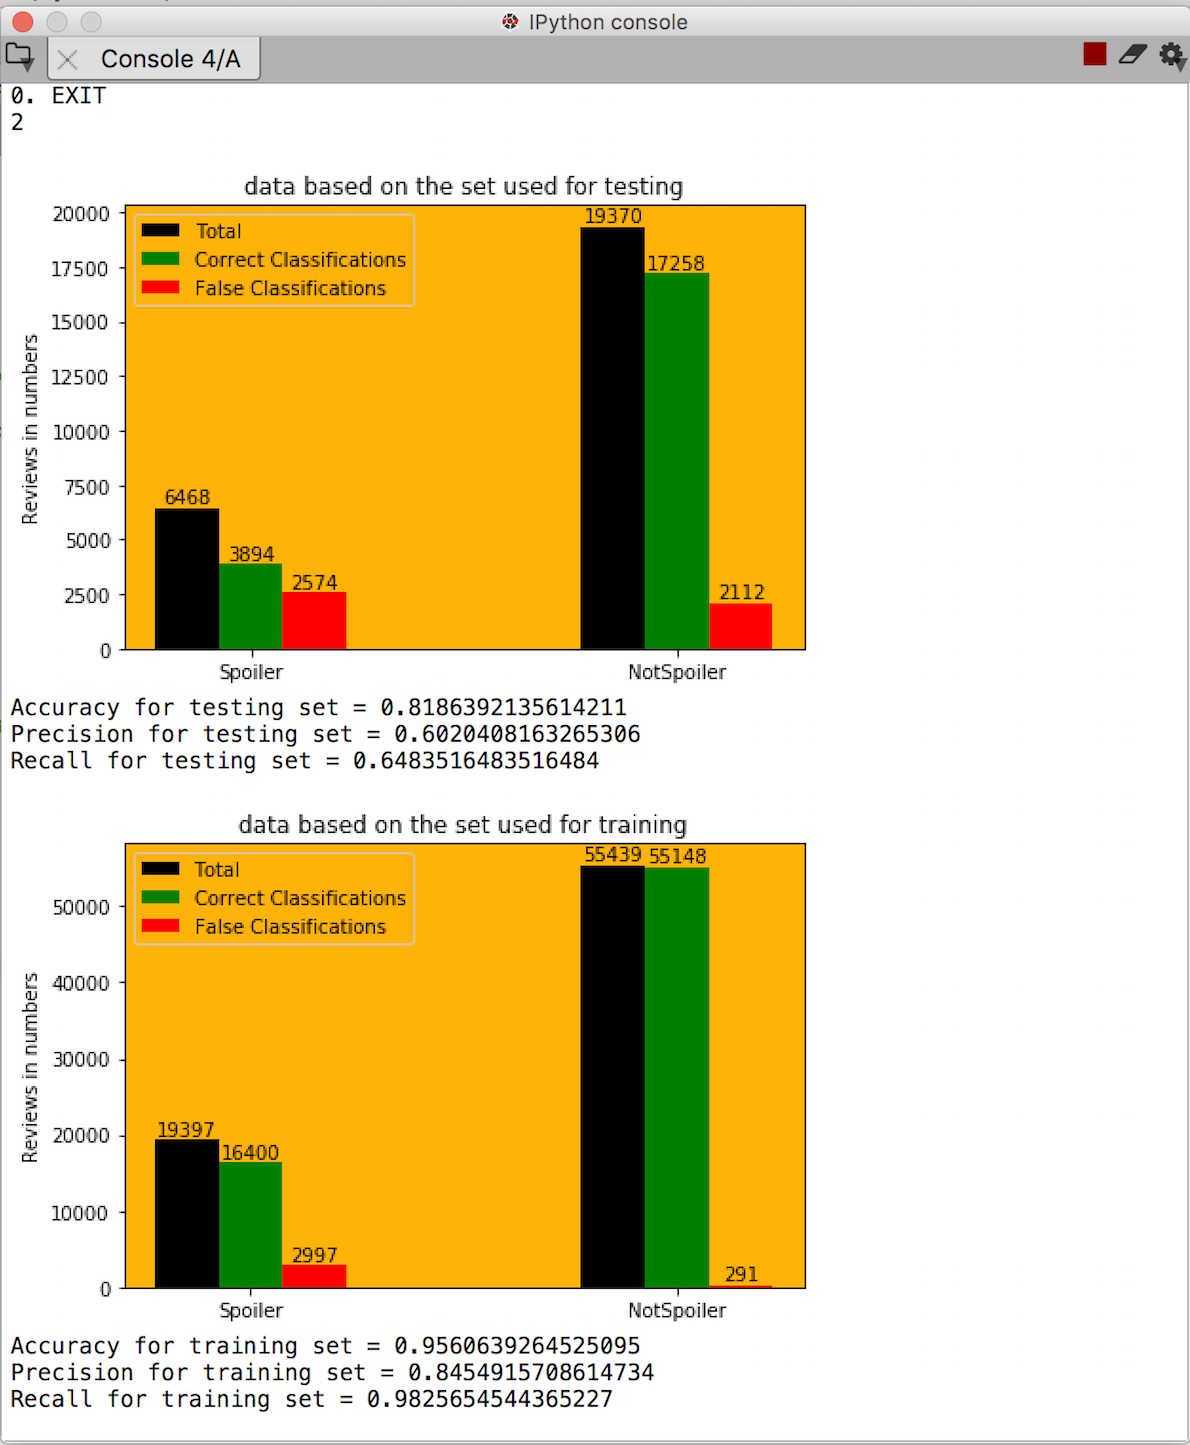 IPython console
Console 4/A
0. EXIT
2
data based on the set used for testing
Total
Correct Classifications
False Classifications
20000
17500
15000
12500
10000
7500
5000
2500
0
Reviews in numbers
6468
3894
2574
19370
17258
2112
Spoiler
NotSpoiler
Accuracy for testing set = 0.8186392135614211
Precision for testing set = 0.6020408163265306
Recall for testing set = 0.6483516483516484
data based on the set used for training
Total
Correct Classifications
False Classifications
50000
40000
30000
20000
10000
0
Reviews in numbers
19397
16400
2997
55439
55148
291
Spoiler
NotSpoiler
Accuracy for training set = 0.9560639264525095
Precision for training set = 0.8454915708614734
Recall for training set = 0.9825654544365227